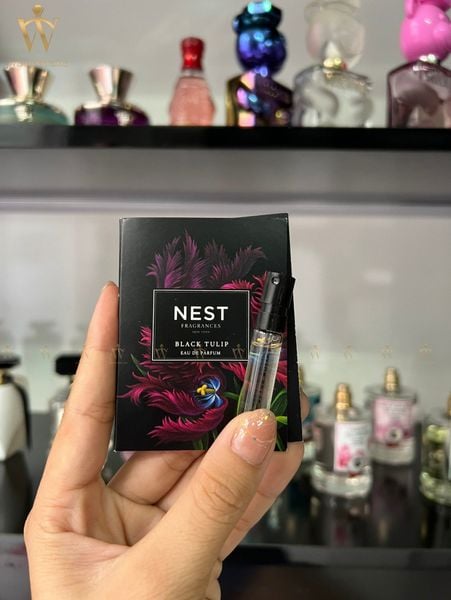 NEST
FRAGRANCES
NEW YORK
BLACK TULIP
EAU DE PARFUM